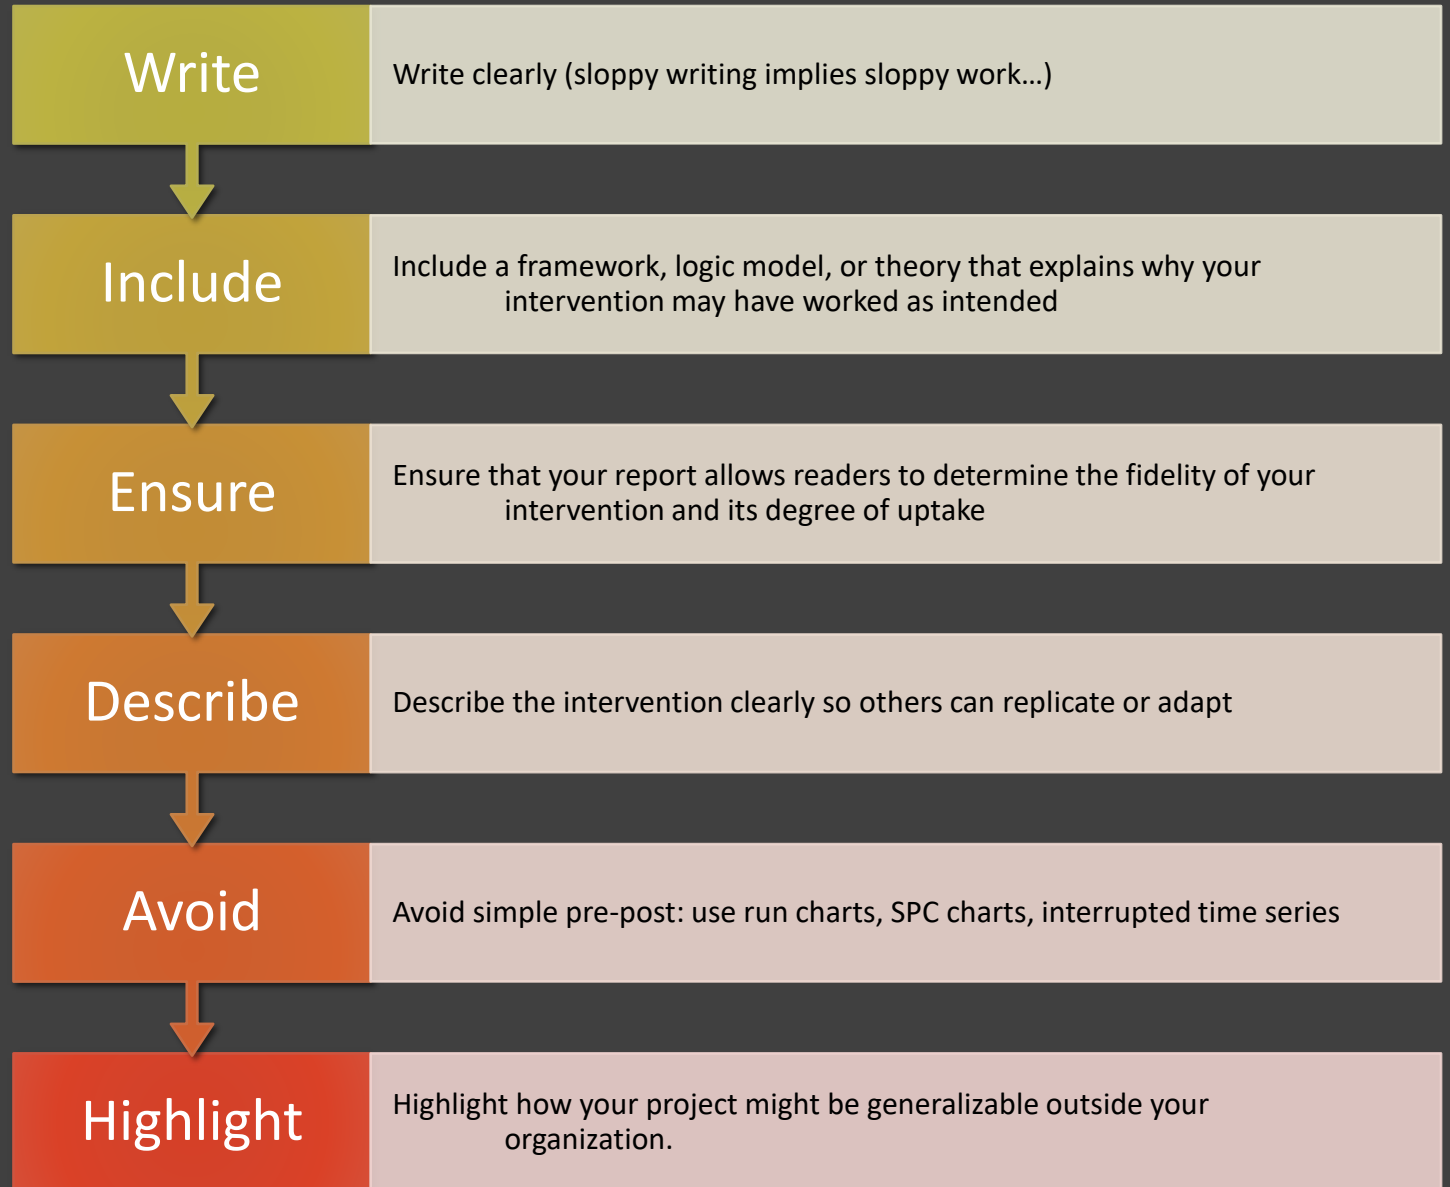 Write
Write clearly (sloppy writing implies sloppy work…)
Include
Include a framework, logic model, or theory that explains why your
intervention may have worked as intended
Ensure
Ensure that your report allows readers to determine the fidelity of your
intervention and its degree of uptake
Describe
Describe the intervention clearly so others can replicate or adapt
Avoid
Avoid simple pre-post: use run charts, SPC charts, interrupted time series
Highlight
Highlight how your project might be generalizable outside your
organization.